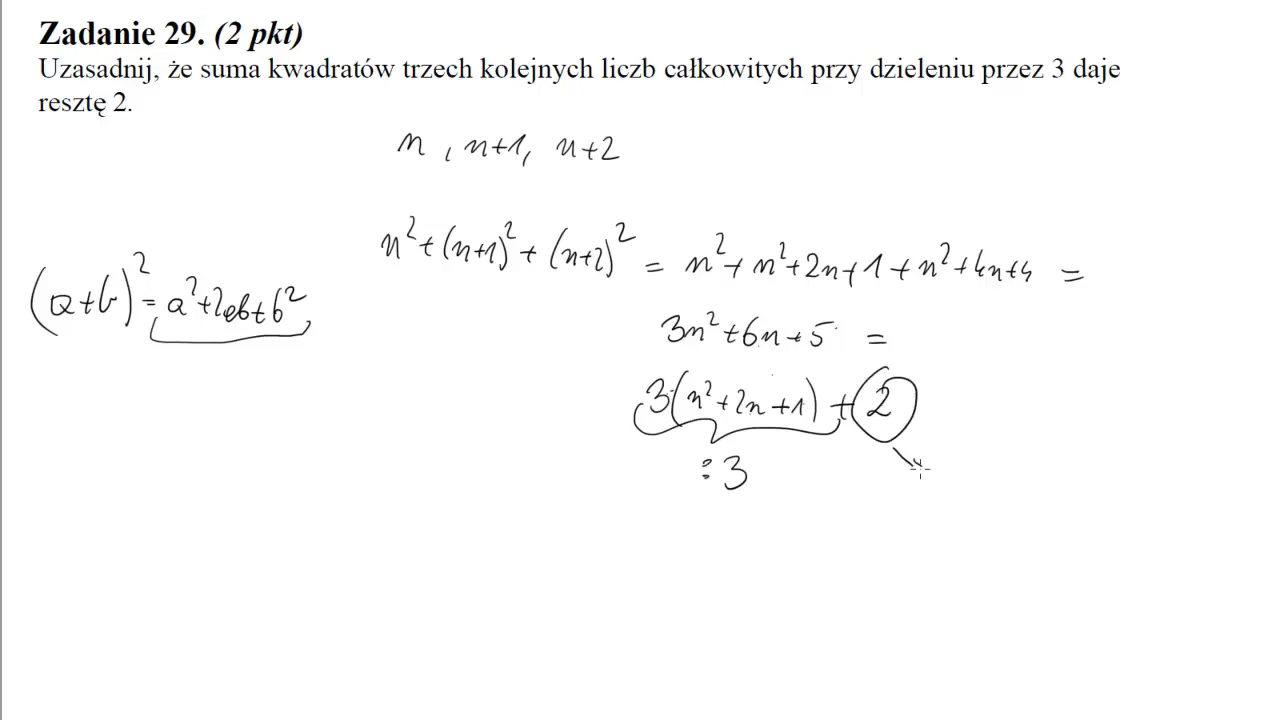 Zadanie 29. (2 pkt)
Uzasadnij, że suma kwadratów trzech kolejnych liczb całkowitych przy dzieleniu przez 3 daje
resztę 2.
n, n+1, n+2
n²+(n+1)²+(n+2)² = n²+n²+2n+1+n²+4n+4 =
(a+b)² = a²+2ab+b²
3n²+6n+5 =
3(n²+2n+1)+2
:3